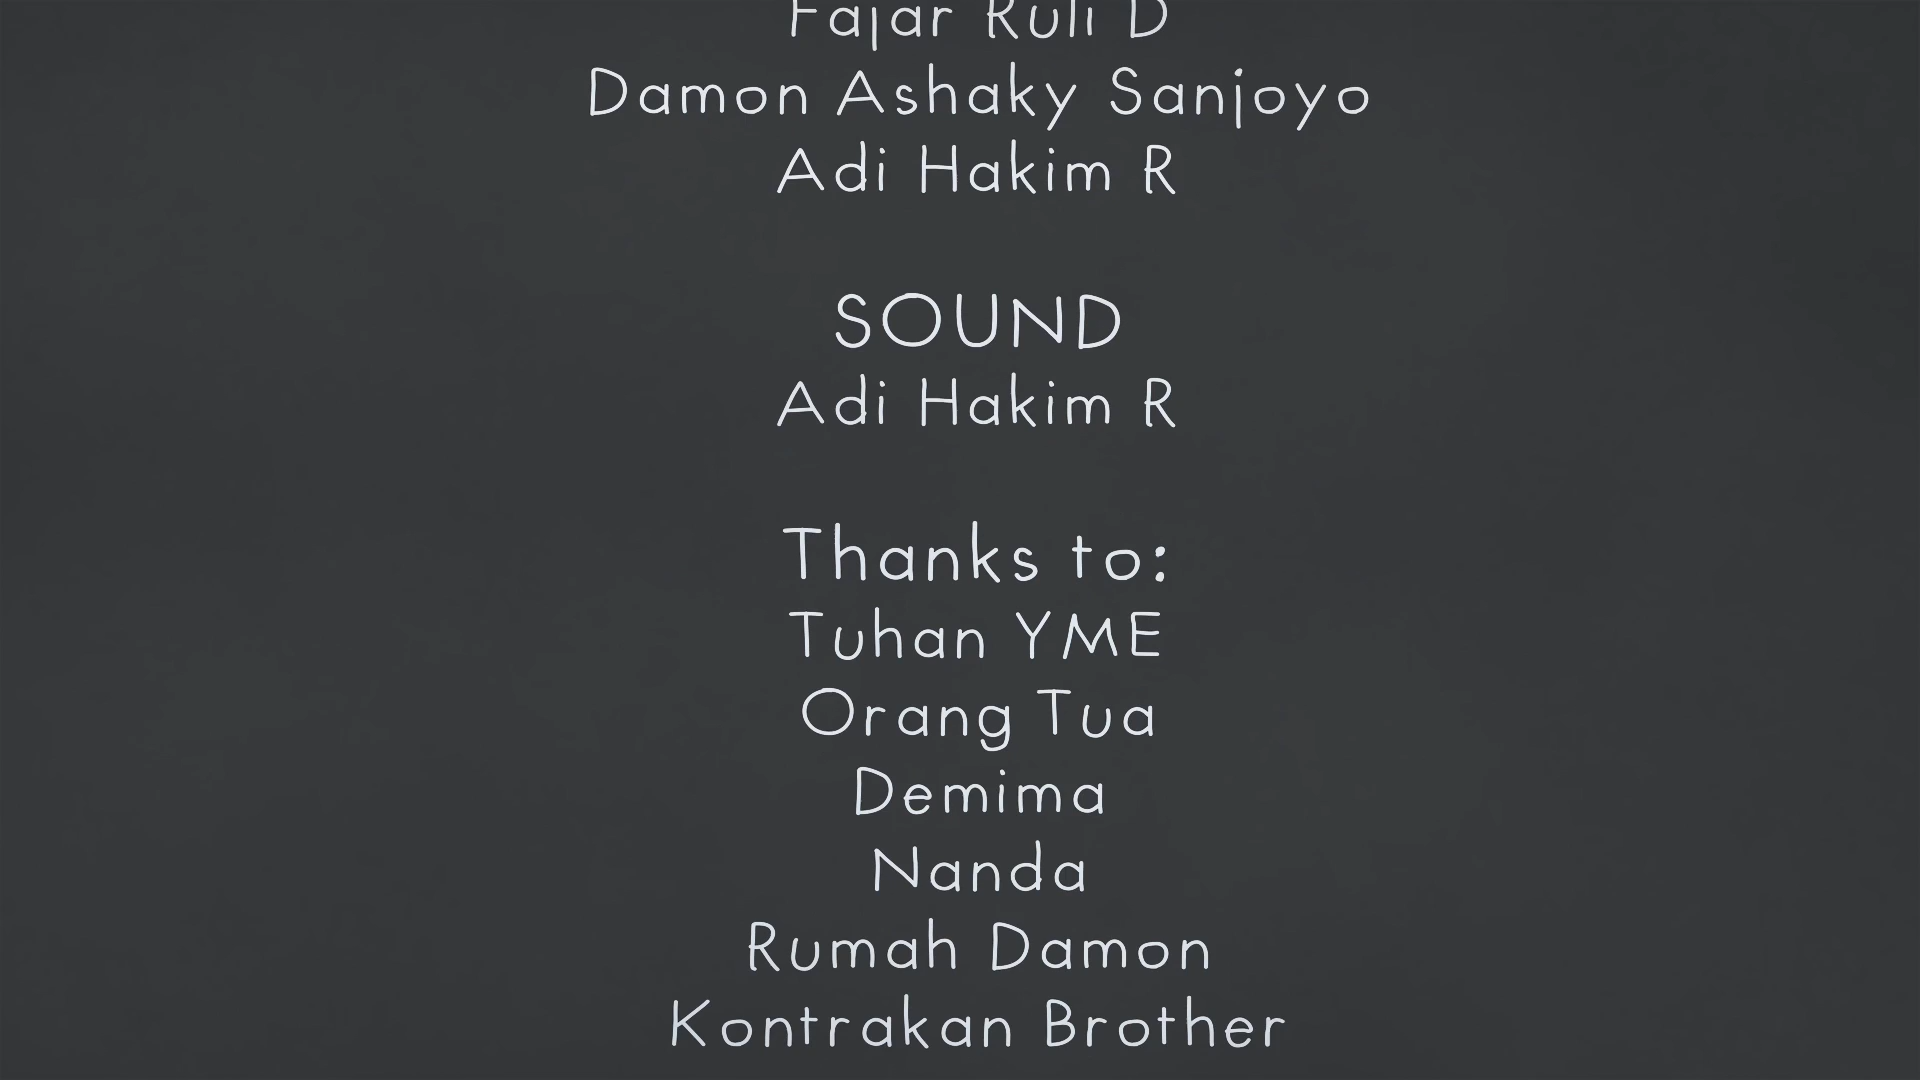 Fajar Ruli D
Damon Ashaky Sanjoyo
Adi Hakim R
SOUND
Adi Hakim R
Thanks to:
Tuhan YME
Orang Tua
Demima
Nanda
Rumah Damon
Kontrakan Brother